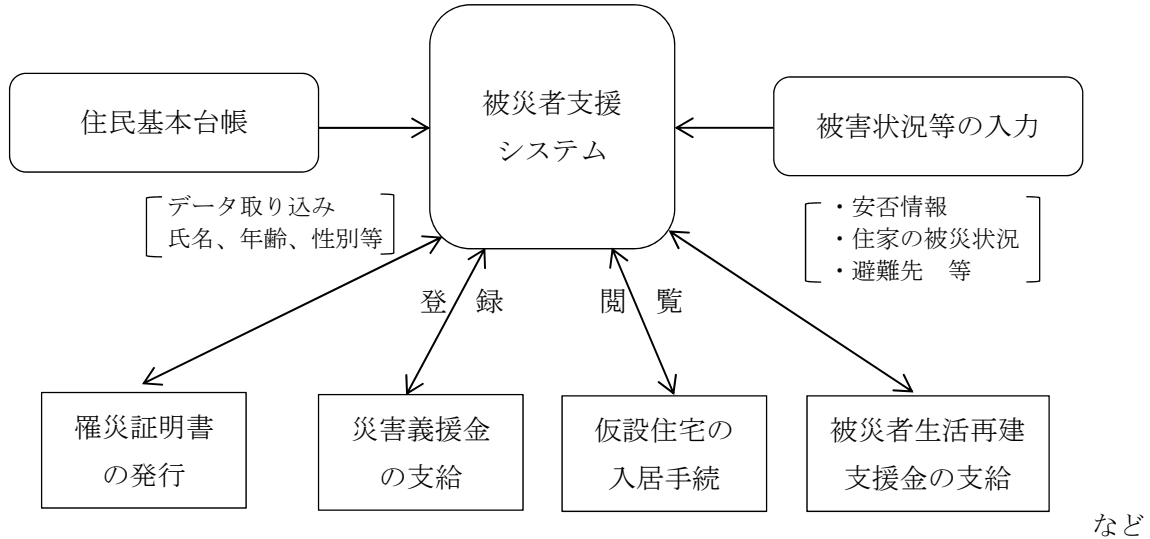 被災者支援
システム
住民基本台帳
被害状況等の入力
データ取り込み
氏名、年齢、性別等
・安否情報
・住家の被災状況
・避難先　等
登　録
閲　覧
罹災証明書
の発行
災害義援金
の支給
仮設住宅の
入居手続
被災者生活再建
支援金の支給
など